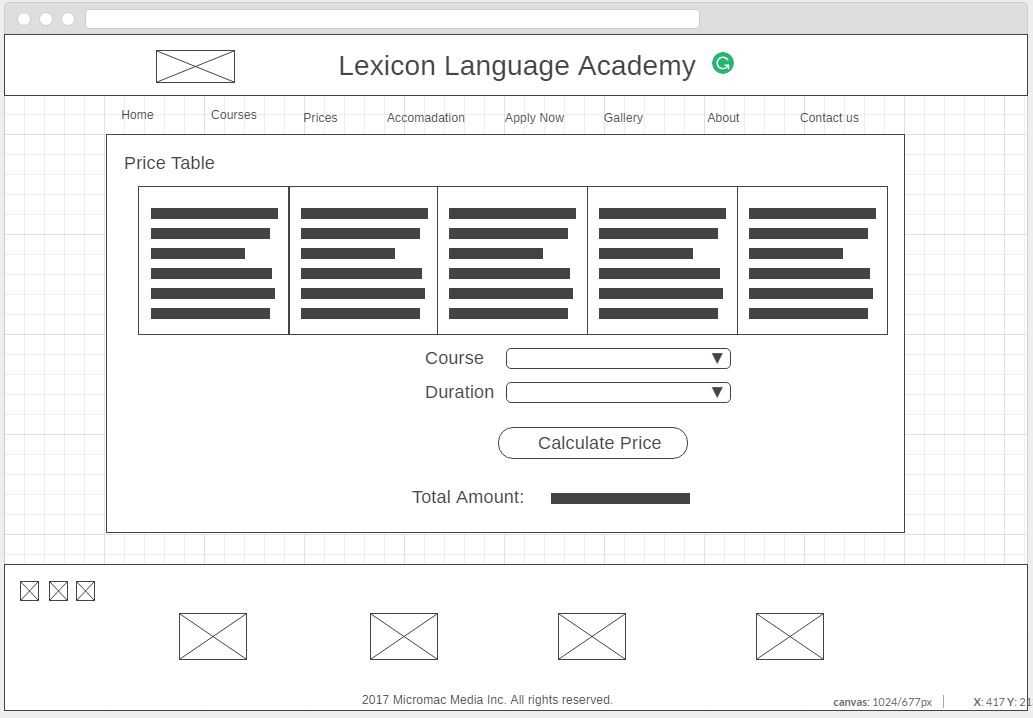 Lexicon Language Academy
Home Courses Prices Accomadation Apply Now Gallery About Contact us
Price Table
Course
Duration
Calculate Price
Total Amount:
2017 Micromac Media Inc. All rights reserved.
canvas: 1024/677px X: 417 Y: 21